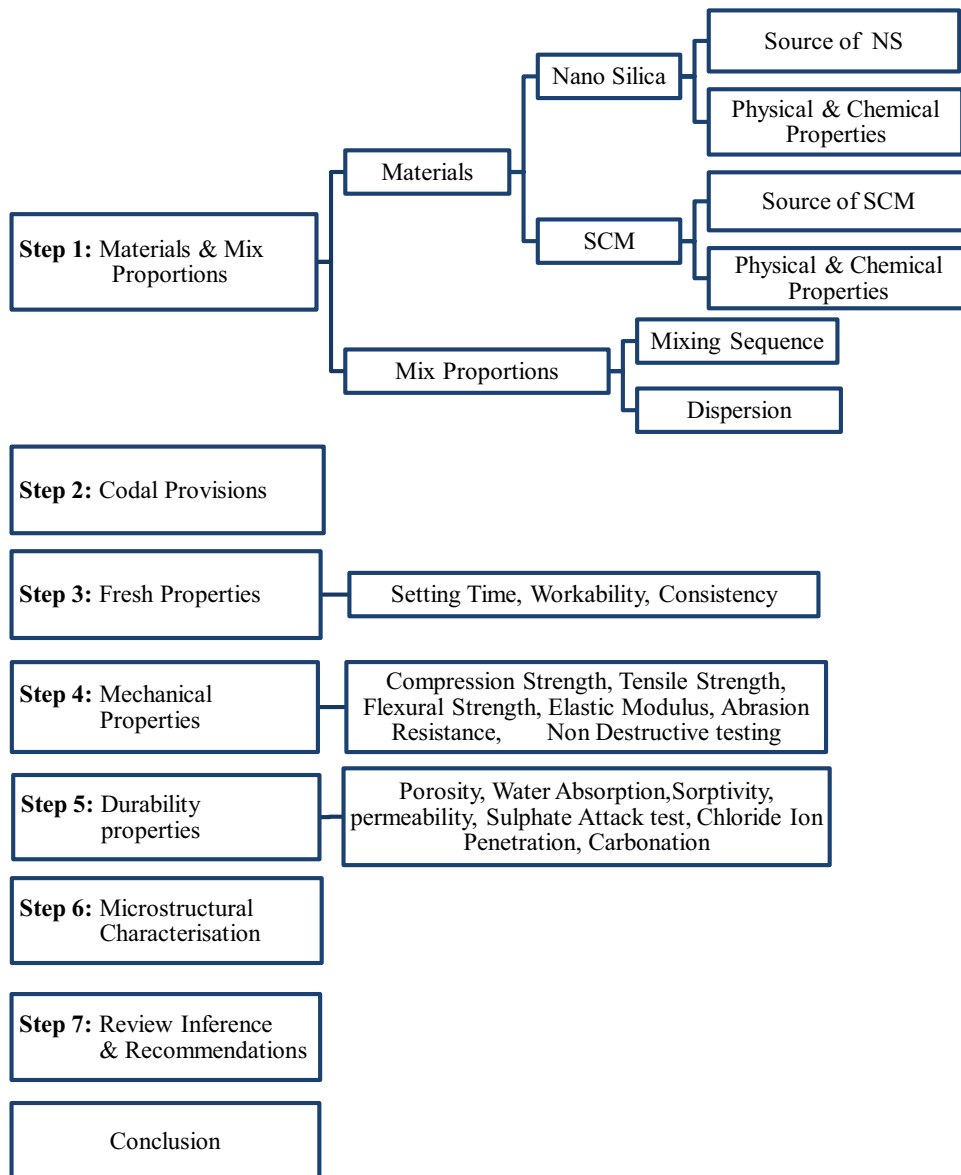 Source of NS
Nano Silica
Physical & Chemical
Properties
Materials
Source of SCM
Step 1: Materials & Mix
Proportions
SCM
Physical & Chemical
Properties
Mixing Sequence
Mix Proportions
Dispersion
Step 2: Codal Provisions
Step 3: Fresh Properties
Setting Time, Workability, Consistency
Step 4: Mechanical
Properties
Compression Strength, Tensile Strength,
Flexural Strength, Elastic Modulus, Abrasion
Resistance, Non Destructive testing
Step 5: Durability
properties
Porosity, Water Absorption,Sorptivity,
permeability, Sulphate Attack test, Chloride Ion
Penetration, Carbonation
Step 6: Microstructural
Characterisation
Step 7: Review Inference
& Recommendations
Conclusion